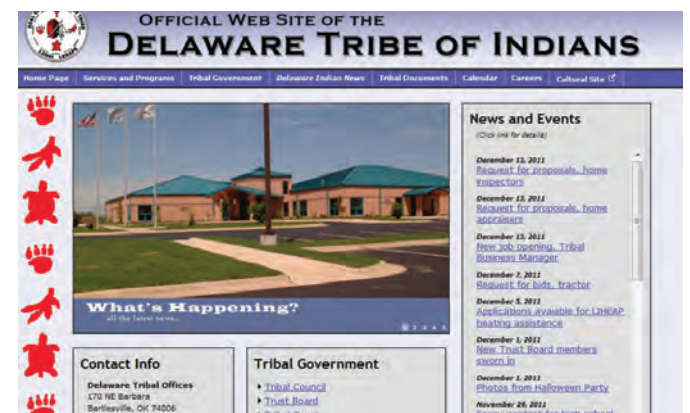 OFFICIAL WEB SITE OF THE
DELAWARE TRIBE OF INDIANS
Home Page Services and Programs Tribal Government Delaware Indian News Tribal Documents Calendar Careers Cultural Site
News and Events
(Click link for details)
December 13, 2011
Request for proposals, home
inspectors
December 13, 2011
Request for proposals, home
appraisers
December 13, 2011
New job opening, Tribal
Business Manager
December 7, 2011
Request for bids, tractor
December 5, 2011
Applications avaiable for LIHEAP
heating assistance
December 1, 2011
New Trust Board members
sworn in
December 1, 2011
Photos from Halloween Party
November 26, 2011
What's Happening?
all the latest news...
1 2 3 4 5
Contact Info
Delaware Tribal Offices
170 NE Barbara
Bartlesville, OK 74006
Tribal Government
Tribal Council
Trust Board